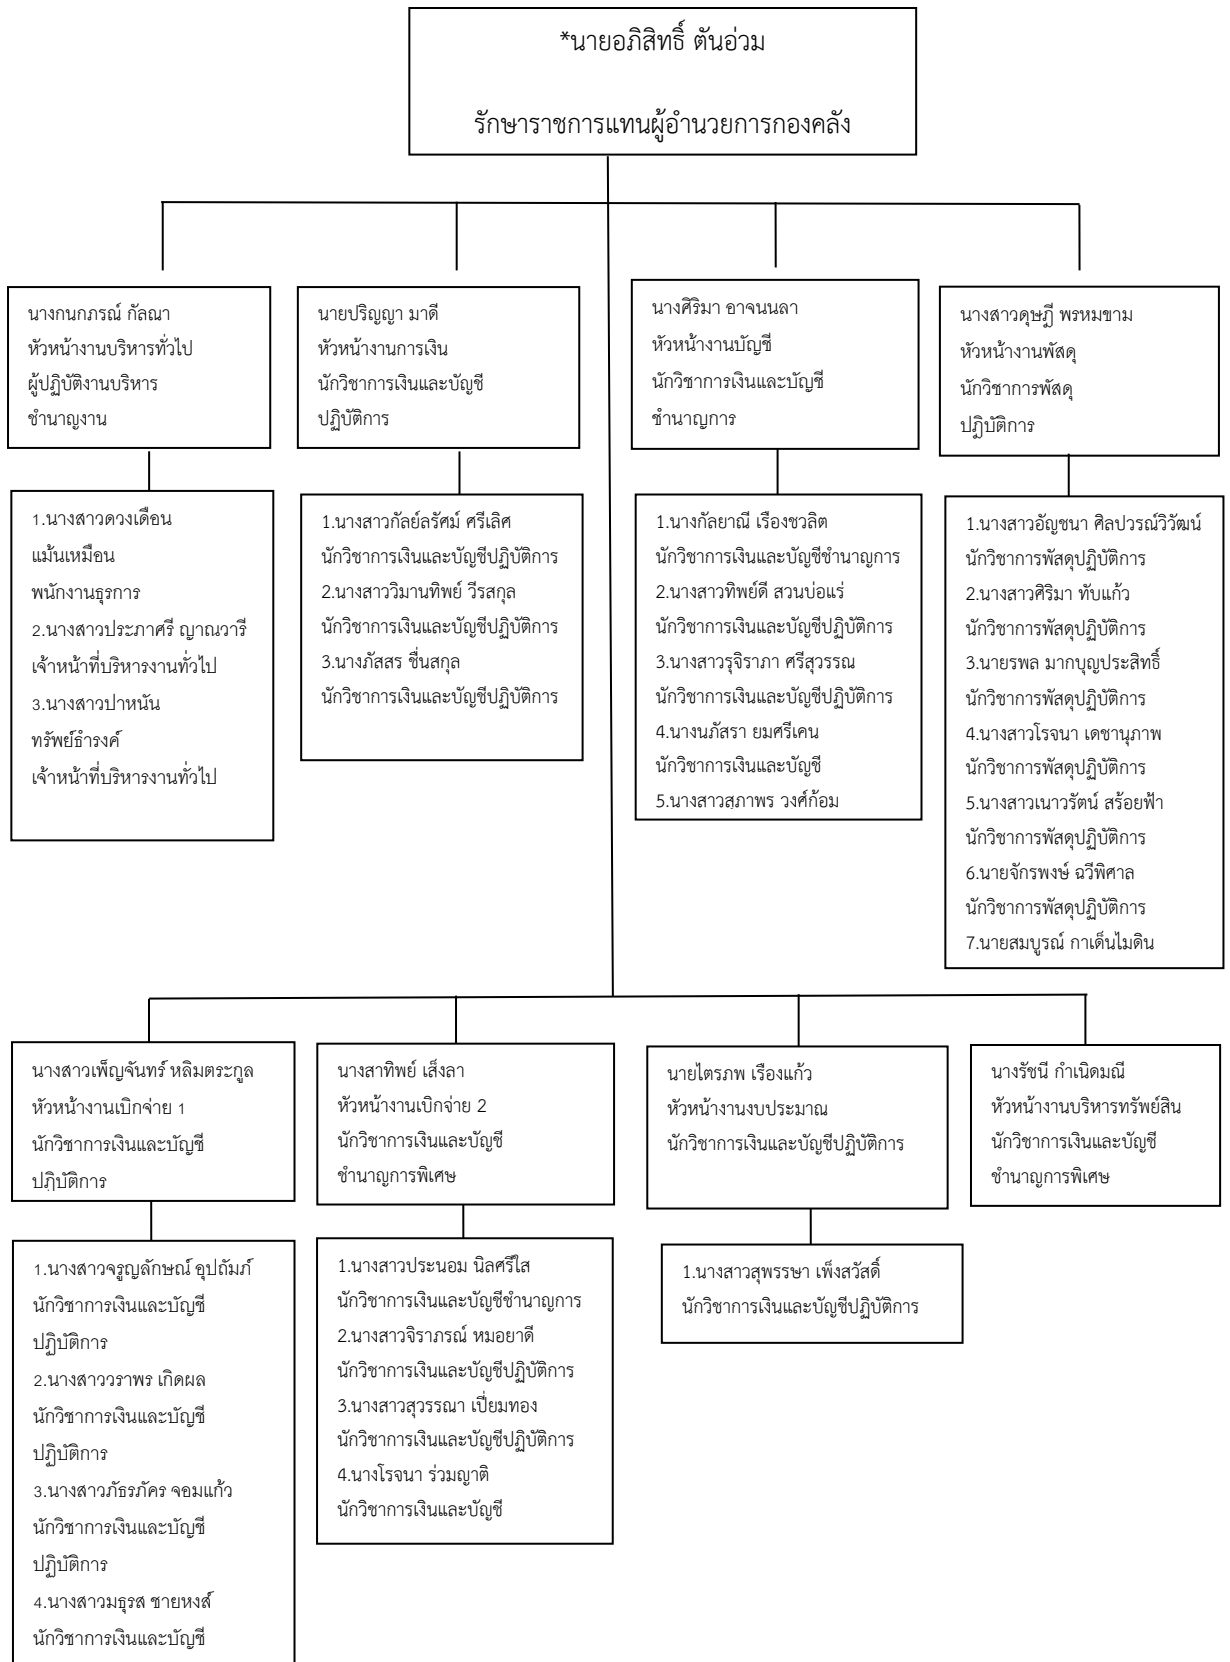 *นายอภิสิทธิ์ ตันอ่วม
รักษาราชการแทนผู้อำนวยการกองคลัง
นางกนกภรณ์ กัลณา
หัวหน้างานบริหารทั่วไป
ผู้ปฏิบัติงานบริหาร
ชำนาญงาน
นายปริญญา มาดี
หัวหน้างานการเงิน
นักวิชาการเงินและบัญชี
ปฏิบัติการ
นางศิริมา อาจนนลา
หัวหน้างานบัญชี
นักวิชาการเงินและบัญชี
ชำนาญการ
นางสาวดุษฎี พรหมขาม
หัวหน้างานพัสดุ
นักวิชาการพัสดุ
ปฏิบัติการ
1.นางสาวดวงเดือน
แม้นเหมือน
พนักงานธุรการ
2.นางสาวประภาศรี ญาณวารี
เจ้าหน้าที่บริหารงานทั่วไป
3.นางสาวปาหนัน
ทรัพย์ธำรงค์
เจ้าหน้าที่บริหารงานทั่วไป
1.นางสาวกัลย์ลรัศม์ ศรีเลิศ
นักวิชาการเงินและบัญชีปฏิบัติการ
2.นางสาววิมานทิพย์ วีรสกุล
นักวิชาการเงินและบัญชีปฏิบัติการ
3.นางภัสสร ชื่นสกุล
นักวิชาการเงินและบัญชีปฏิบัติการ
1.นางกัลยาณี เรืองชวลิต
นักวิชาการเงินและบัญชีชำนาญการ
2.นางสาวทิพย์ดี สวนบ่อแร่
นักวิชาการเงินและบัญชีปฏิบัติการ
3.นางสาวรุจิราภา ศรีสุวรรณ
นักวิชาการเงินและบัญชีปฏิบัติการ
4.นางนภัสรา ยมศรีเคน
นักวิชาการเงินและบัญชี
5.นางสาวสุภาพร วงศ์ก้อม
1.นางสาวอัญชนา ศิลปวรณ์วิวัฒน์
นักวิชาการพัสดุปฏิบัติการ
2.นางสาวศิริมา ทับแก้ว
นักวิชาการพัสดุปฏิบัติการ
3.นายรพล มากบุญประสิทธิ์
นักวิชาการพัสดุปฏิบัติการ
4.นางสาวโรจนา เดชานุภาพ
นักวิชาการพัสดุปฏิบัติการ
5.นางสาวเนาวรัตน์ สร้อยฟ้า
นักวิชาการพัสดุปฏิบัติการ
6.นายจักรพงษ์ ฉวีพิศาล
นักวิชาการพัสดุปฏิบัติการ
7.นายสมบูรณ์ กาเด็นไมดิน
นางสาวเพ็ญจันทร์ หลิมตระกูล
หัวหน้างานเบิกจ่าย 1
นักวิชาการเงินและบัญชี
ปฏิบัติการ
นางสาทิพย์ เส็งลา
หัวหน้างานเบิกจ่าย 2
นักวิชาการเงินและบัญชี
ชำนาญการพิเศษ
นายไตรภพ เรืองแก้ว
หัวหน้างานงบประมาณ
นักวิชาการเงินและบัญชีปฏิบัติการ
นางรัชนี กำเนิดมณี
หัวหน้างานบริหารทรัพย์สิน
นักวิชาการเงินและบัญชี
ชำนาญการพิเศษ
1.นางสาวจรูญลักษณ์ อุปถัมภ์
นักวิชาการเงินและบัญชี
ปฏิบัติการ
2.นางสาววราพร เกิดผล
นักวิชาการเงินและบัญชี
ปฏิบัติการ
3.นางสาวภัธรภัคร จอมแก้ว
นักวิชาการเงินและบัญชี
ปฏิบัติการ
4.นางสาวมธุรส ชายหงส์
นักวิชาการเงินและบัญชี
1.นางสาวประนอม นิลศรีใส
นักวิชาการเงินและบัญชีชำนาญการ
2.นางสาวจิราภรณ์ หมอยาดี
นักวิชาการเงินและบัญชีปฏิบัติการ
3.นางสาวสุวรรณา เปี่ยมทอง
นักวิชาการเงินและบัญชีปฏิบัติการ
4.นางโรจนา ร่วมญาติ
นักวิชาการเงินและบัญชี
1.นางสาวสุพรรษา เพ็งสวัสดิ์
นักวิชาการเงินและบัญชีปฏิบัติการ